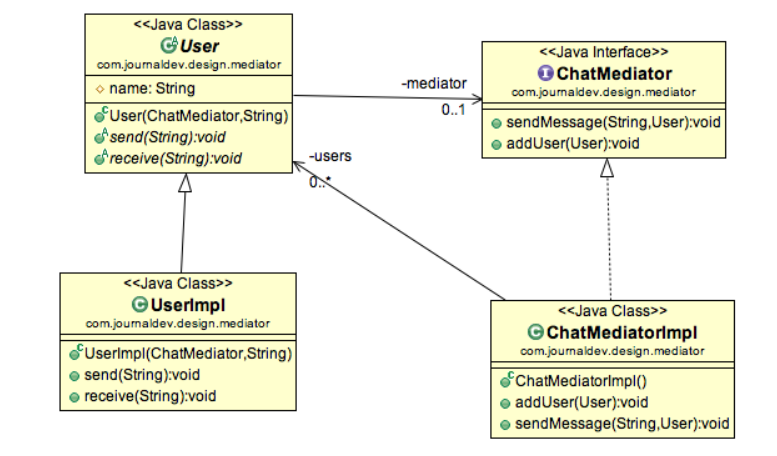 <<Java Class>>
User
com.journaldev.design.mediator
name: String
User(ChatMediator,String)
send(String):void
receive(String):void
-mediator
0..1
<<Java Interface>>
ChatMediator
com.journaldev.design.mediator
sendMessage(String,User):void
addUser(User):void
-users
0..*
<<Java Class>>
UserImpl
com.journaldev.design.mediator
UserImpl(ChatMediator,String)
send(String):void
receive(String):void
<<Java Class>>
ChatMediatorImpl
com.journaldev.design.mediator
ChatMediatorImpl()
addUser(User):void
sendMessage(String,User):void